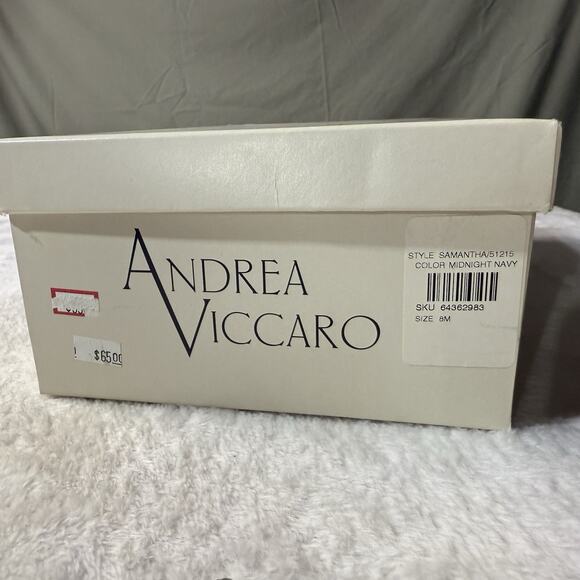 ANDREA
VICCARO
STYLE SAMANTHA/51215
COLOR MIDNIGHT NAVY
SKU 64362983
SIZE 8M
$65.00